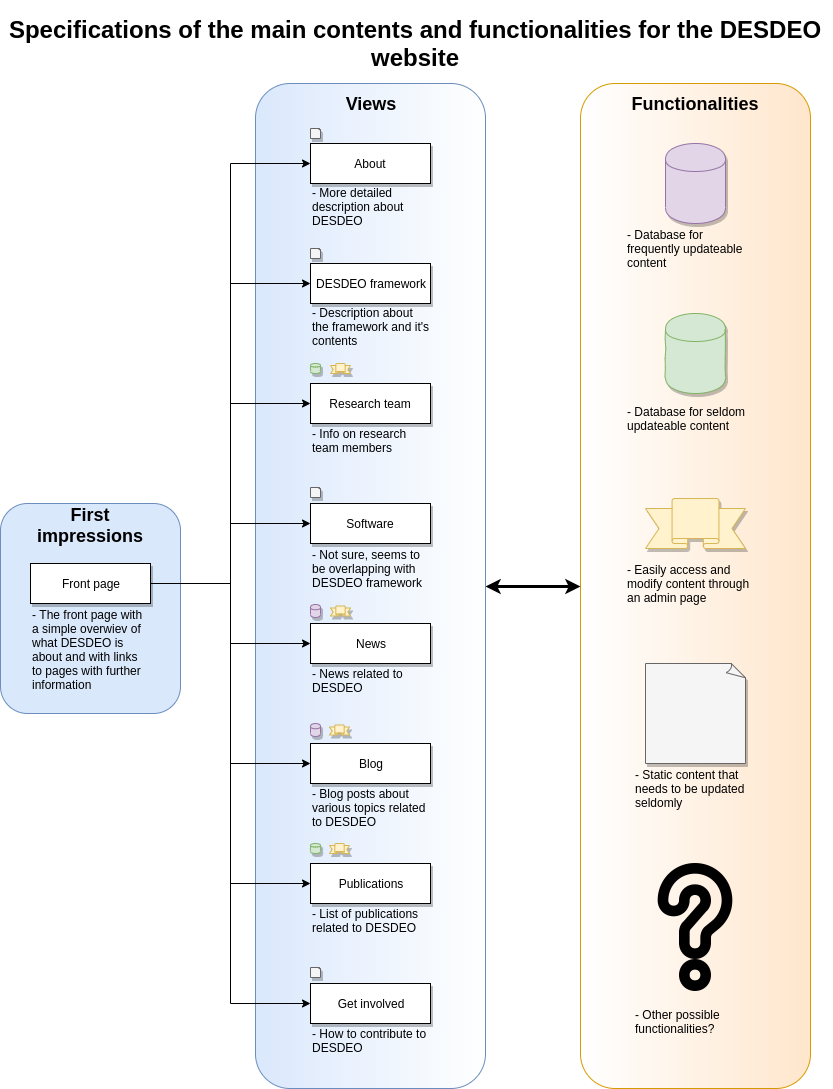 Specifications of the main contents and functionalities for the DESDEO
website
Views
About
- More detailed
description about
DESDEO
DESDEO framework
- Description about
the framework and it's
contents
Research team
- Info on research
team members
Software
- Not sure, seems to
be overlapping with
DESDEO framework
News
- News related to
DESDEO
Blog
- Blog posts about
various topics related
to DESDEO
Publications
- List of publications
related to DESDEO
Get involved
- How to contribute to
DESDEO
First
impressions
Front page
- The front page with
a simple overwiev of
what DESDEO is
about and with links
to pages with further
information
Functionalities
- Database for
frequently updateable
content
- Database for seldom
updateable content
- Easily access and
modify content through
an admin page
- Static content that
needs to be updated
seldomly
- Other possible
functionalities?